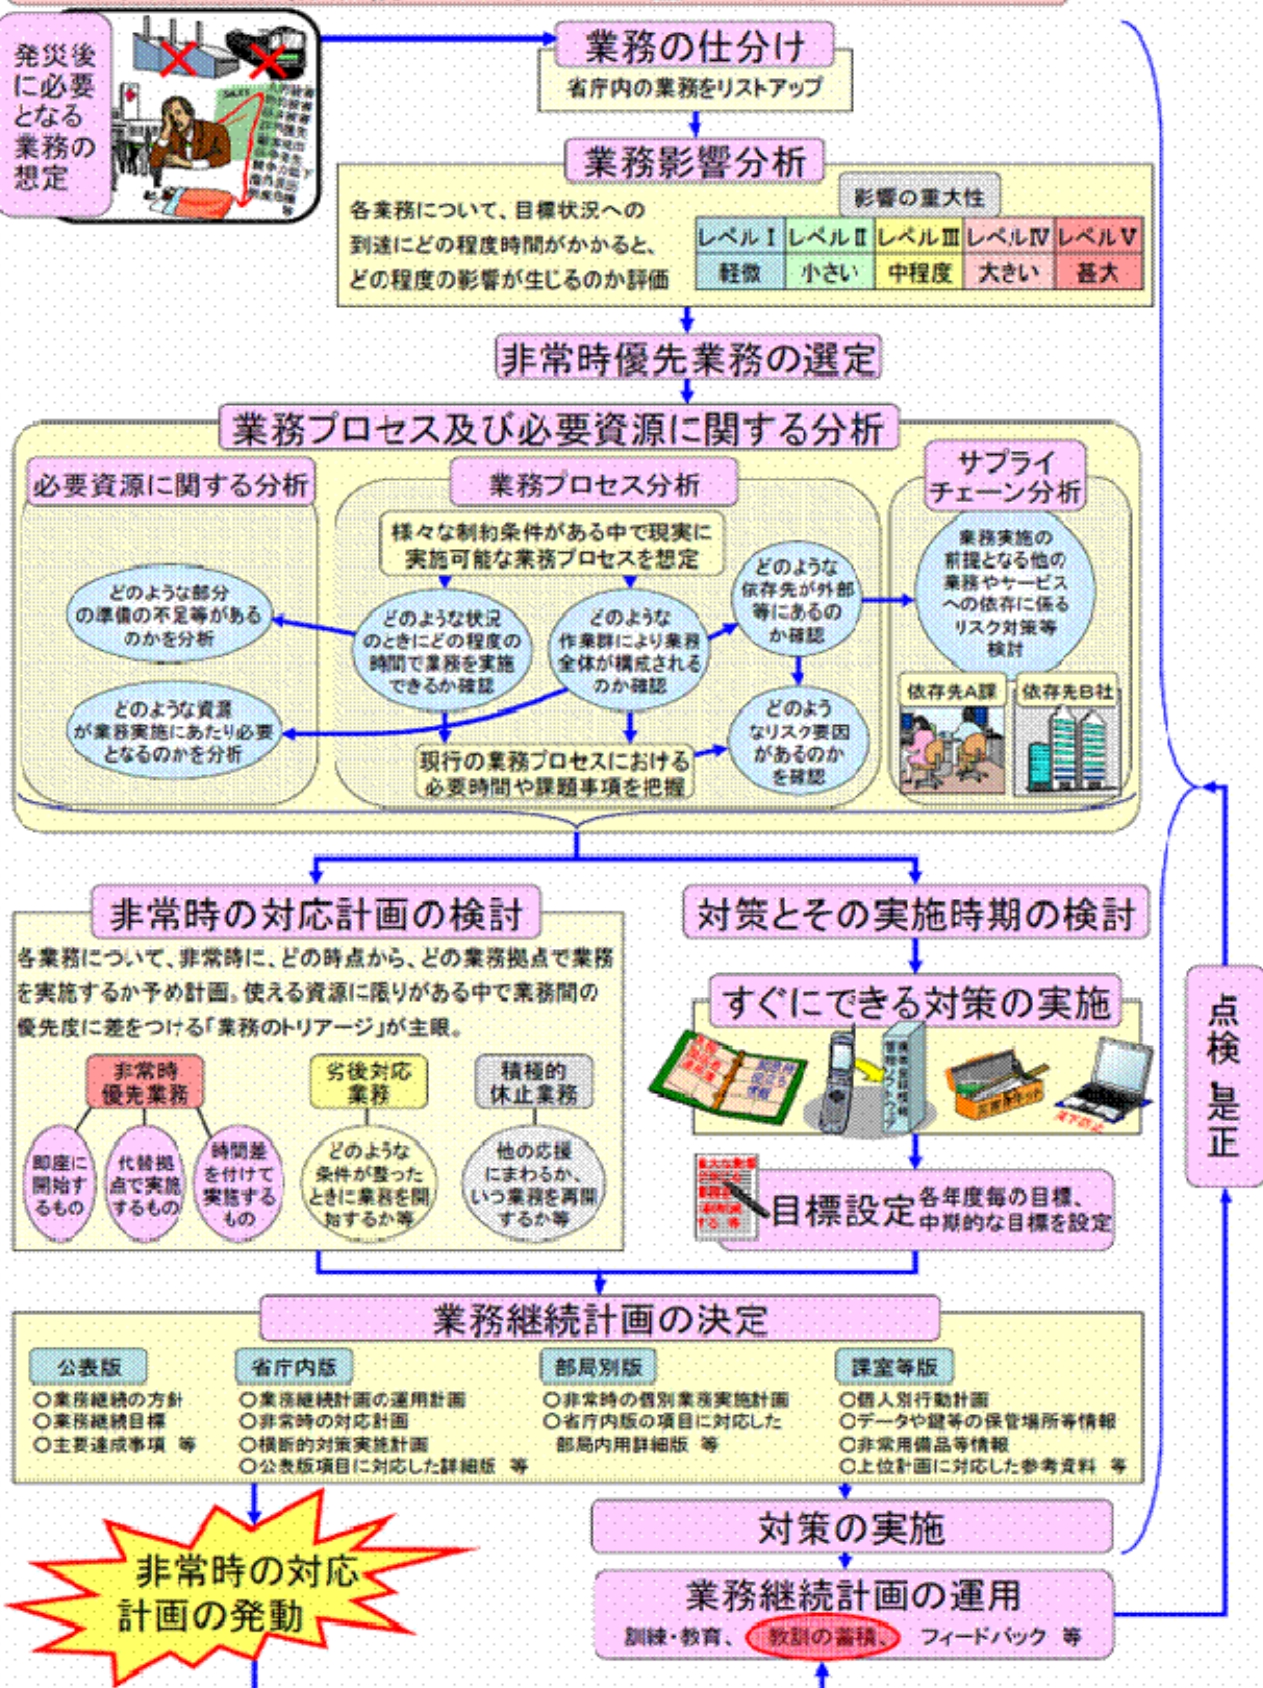 発災後
に必要
となる
業務の
想定
業務の仕分け
省庁内の業務をリストアップ
業務影響分析
各業務について、目標状況への
到達にどの程度時間がかかると、
どの程度の影響が生じるのか評価
影響の重大性
レベルⅠ レベルⅡ レベルⅢ レベルⅣ レベルⅤ
軽微 小さい 中程度 大きい 甚大
非常時優先業務の選定
業務プロセス及び必要資源に関する分析
必要資源に関する分析
どのような部分
の準備の不足等がある
のかを分析
どのような資源
が業務実施にあたり必要
となるのかを分析
業務プロセス分析
様々な制約条件がある中で現実に
実施可能な業務プロセスを想定
どのような状況
のときにどの程度の
時間で業務を実施
できるか確認
どのような
作業群により業務
全体が構成される
のか確認
どのような
依存先が外部
等にあるの
か確認
現行の業務プロセスにおける
必要時間や課題事項を把握
どのよう
なリスク要因
があるのか
を確認
サプライ
チェーン分析
業務実施の
前提となる他の
業務やサービス
への依存に係る
リスク対策等
検討
依存先A課
依存先B社
非常時の対応計画の検討
各業務について、非常時に、どの時点から、どの業務拠点で業務
を実施するか予め計画。使える資源に限りがある中で業務間の
優先度に差をつける「業務のトリアージ」が主眼。
非常時
優先業務
即座に
開始す
るもの
代替拠
点で実施
するもの
時間差
を付けて
実施する
もの
劣後対応
業務
どのような
条件が整った
ときに業務を開
始するか等
積極的
休止業務
他の応援
にまわるか、
いつ業務を再開
するか等
対策とその実施時期の検討
すぐにできる対策の実施
目標設定
各年度毎の目標、
中期的な目標を設定
業務継続計画の決定
公表版
○業務継続の方針
○業務継続目標
○主要達成事項 等
省庁内版
○業務継続計画の運用計画
○非常時の対応計画
○横断的対策実施計画
○公表版項目に対応した詳細版 等
部局別版
○非常時の個別業務実施計画
○省庁内版の項目に対応した
部局内用詳細版 等
課室等版
○個人別行動計画
○データや鍵等の保管場所等情報
○非常用備品等情報
○上位計画に対応した参考資料 等
非常時の対応
計画の発動
対策の実施
業務継続計画の運用
訓練・教育、 教訓の蓄積、 フィードバック 等
点検 是正